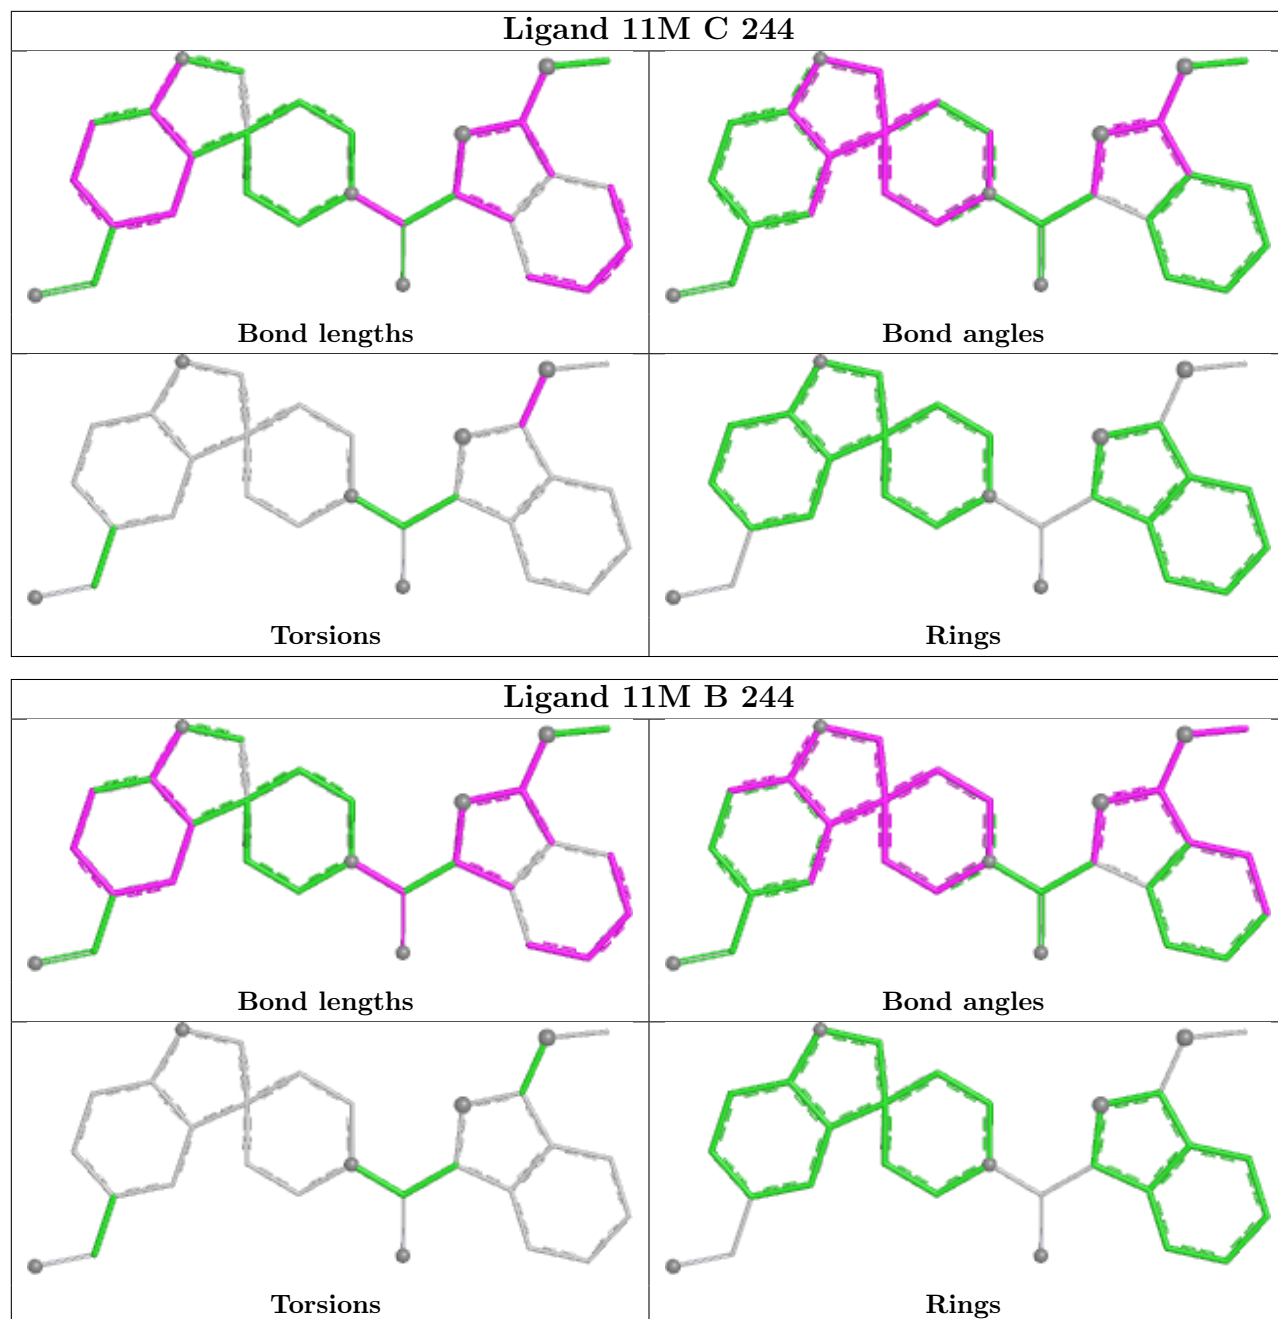 Ligand 11M C 244
Bond lengths
Bond angles
Torsions
Rings
Ligand 11M B 244
Bond lengths
Bond angles
Torsions
Rings